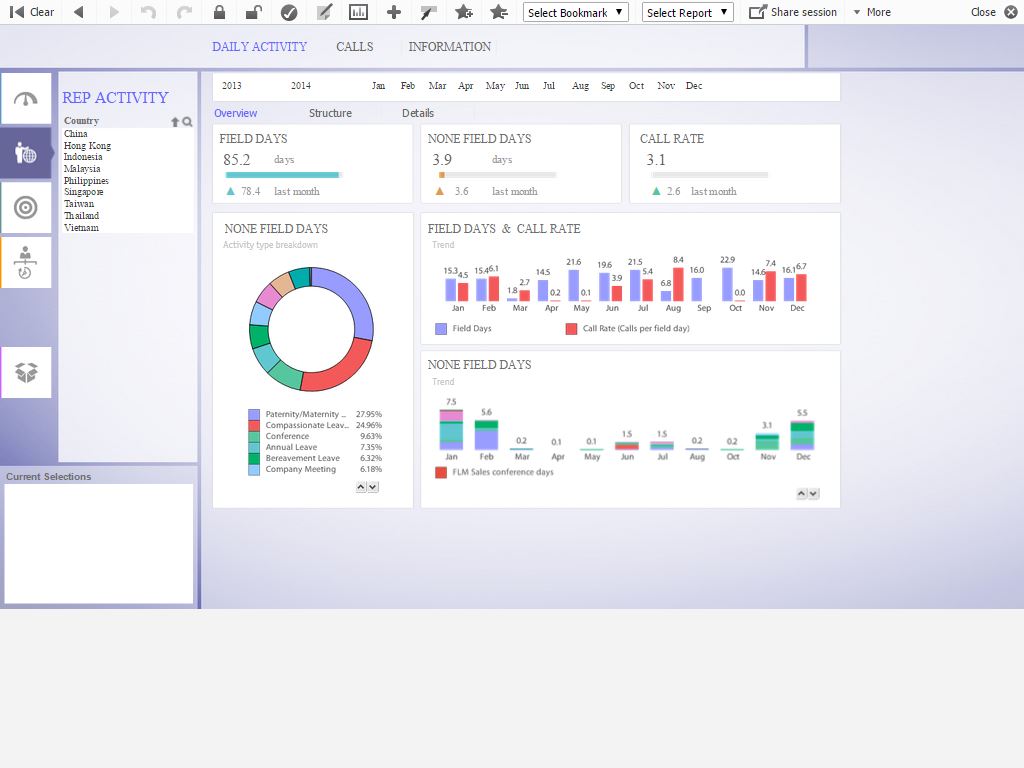 Clear Select Bookmark Select Report Share session More Close
DAILY ACTIVITY CALLS INFORMATION
REP ACTIVITY
Country
China
Hong Kong
Indonesia
Malaysia
Philippines
Singapore
Taiwan
Thailand
Vietnam
Current Selections
2013 2014 Jan Feb Mar Apr May Jun Jul Aug Sep Oct Nov Dec
Overview Structure Details
FIELD DAYS
85.2 days
78.4 last month
NONE FIELD DAYS
3.9 days
3.6 last month
CALL RATE
3.1
2.6 last month
NONE FIELD DAYS
Activity type breakdown
Paternity/Maternity ... 27.95%
Compassionate Leav... 24.96%
Conference 9.63%
Annual Leave 7.35%
Bereavement Leave 6.32%
Company Meeting 6.18%
FIELD DAYS & CALL RATE
Trend
15.3 4.5 15.4 6.1 1.8 2.7 14.5 0.2 21.6 0.1 19.6 3.9 21.5 5.4 6.8 8.4 16.0 22.9 0.0 14.6 7.4 16.1 6.7
Jan Feb Mar Apr May Jun Jul Aug Sep Oct Nov Dec
Field Days Call Rate (Calls per field day)
NONE FIELD DAYS
Trend
7.5 5.6 0.2 0.1 0.1 1.5 1.5 0.2 0.2 3.1 5.5
Jan Feb Mar Apr May Jun Jul Aug Oct Nov Dec
FLM Sales conference days